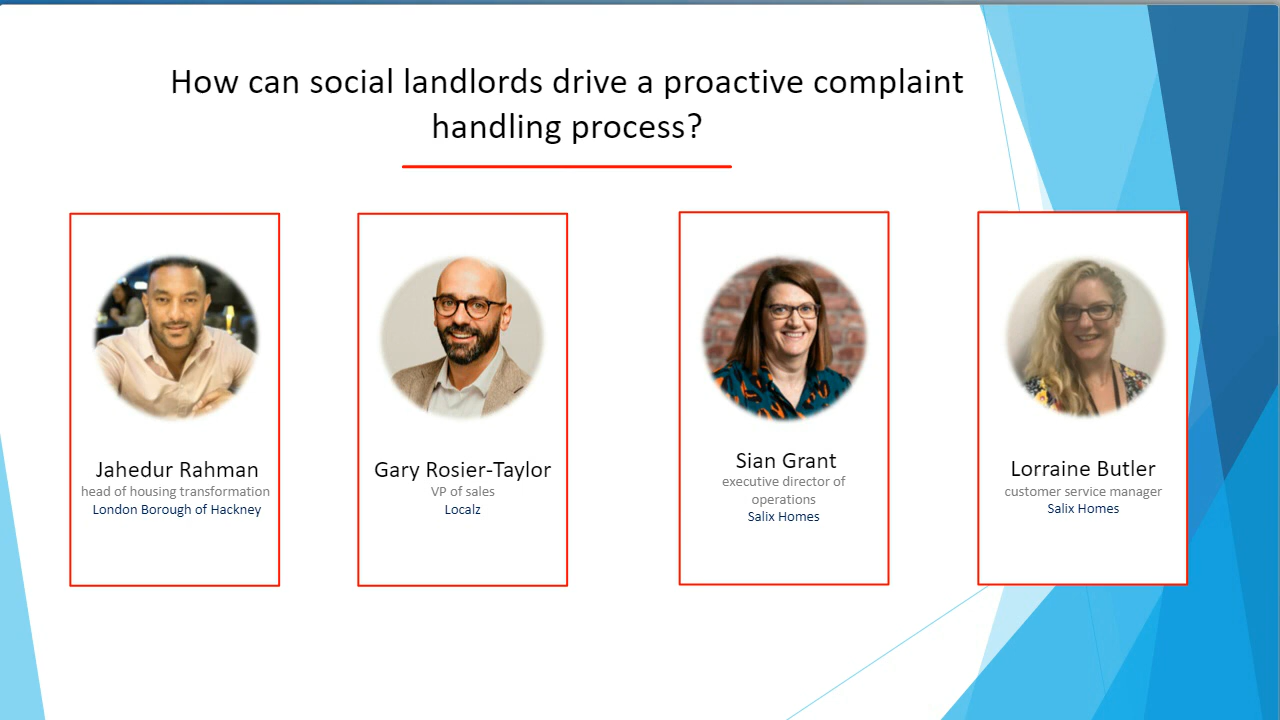 How can social landlords drive a proactive complaint
handling process?
Jahedur Rahman
head of housing transformation
London Borough of Hackney
Gary Rosier-Taylor
VP of sales
Localz
Sian Grant
executive director of
operations
Salix Homes
Lorraine Butler
customer service manager
Salix Homes